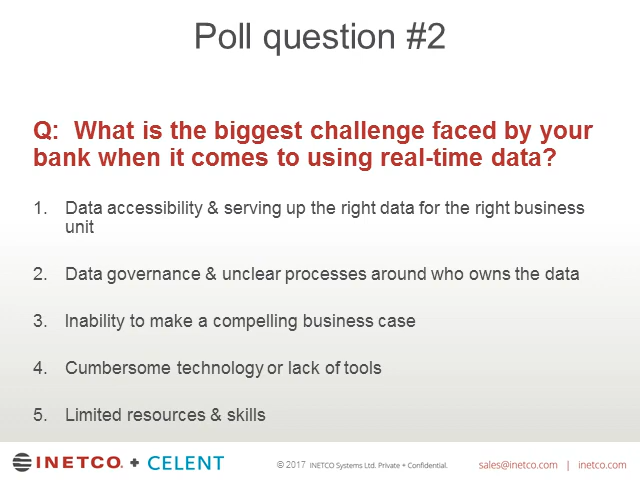 Poll question #2
Q:  What is the biggest challenge faced by your
bank when it comes to using real-time data?
1. Data accessibility & serving up the right data for the right business
unit
2. Data governance & unclear processes around who owns the data
3. Inability to make a compelling business case
4. Cumbersome technology or lack of tools
5. Limited resources & skills
INETCO + CELENT © 2017 INETCO Systems Ltd. Private + Confidential. sales@inetco.com | inetco.com